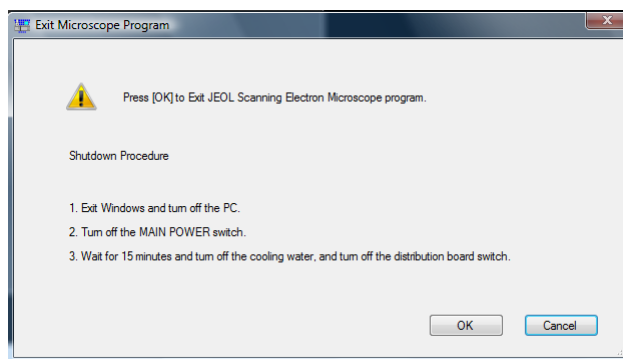 Exit Microscope Program
Press [OK] to Exit JEOL Scanning Electron Microscope program.
Shutdown Procedure
1. Exit Windows and turn off the PC.
2. Turn off the MAIN POWER switch.
3. Wait for 15 minutes and turn off the cooling water, and turn off the distribution board switch.
OK Cancel